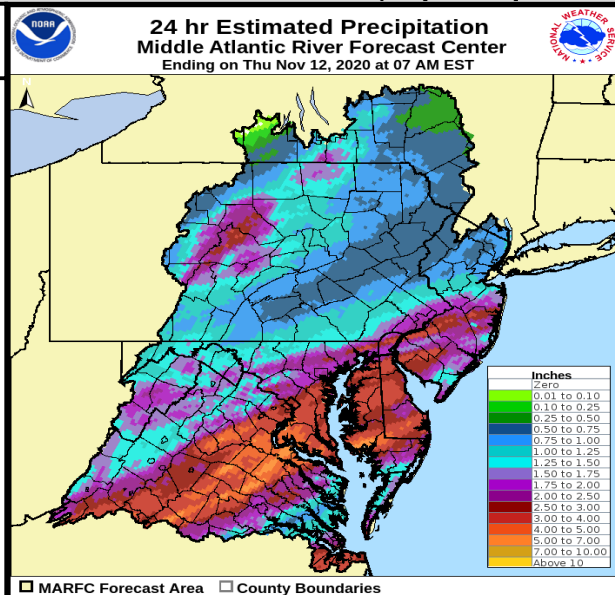 24 hr Estimated Precipitation
Middle Atlantic River Forecast Center
Ending on Thu Nov 12, 2020 at 07 AM EST
NOAA
NATIONAL WEATHER SERVICE
N
Inches
Zero
0.01 to 0.10
0.10 to 0.25
0.25 to 0.50
0.50 to 0.75
0.75 to 1.00
1.00 to 1.25
1.25 to 1.50
1.50 to 1.75
1.75 to 2.00
2.00 to 2.50
2.50 to 3.00
3.00 to 4.00
4.00 to 5.00
5.00 to 7.00
7.00 to 10.00
Above 10
MARFC Forecast Area County Boundaries